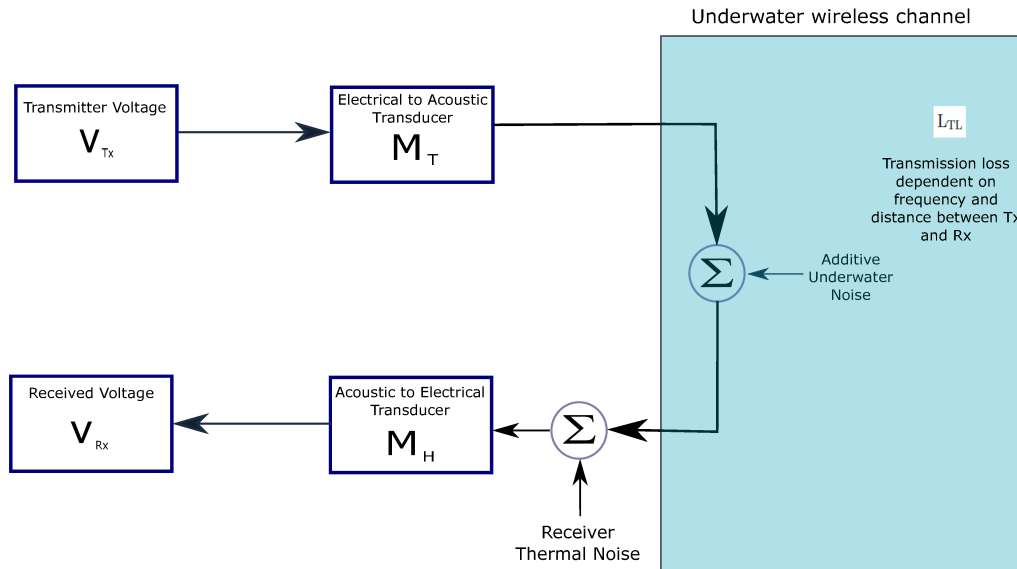 Underwater wireless channel
Transmitter Voltage
V Tx
Electrical to Acoustic
Transducer
M T
L TL
Transmission loss
dependent on
frequency and
distance between Tx
and Rx
Σ
Additive
Underwater
Noise
Received Voltage
V Rx
Acoustic to Electrical
Transducer
M H
Σ
Receiver
Thermal Noise